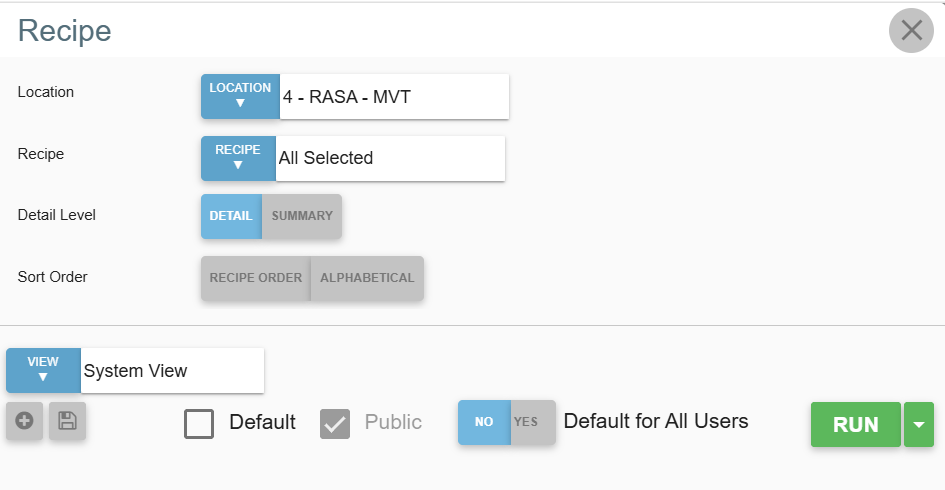 Recipe
Location
LOCATION
4 - RASA - MVT
Recipe
RECIPE
All Selected
Detail Level
DETAIL SUMMARY
Sort Order
RECIPE ORDER ALPHABETICAL
VIEW
System View
Default
Public
NO YES
Default for All Users
RUN